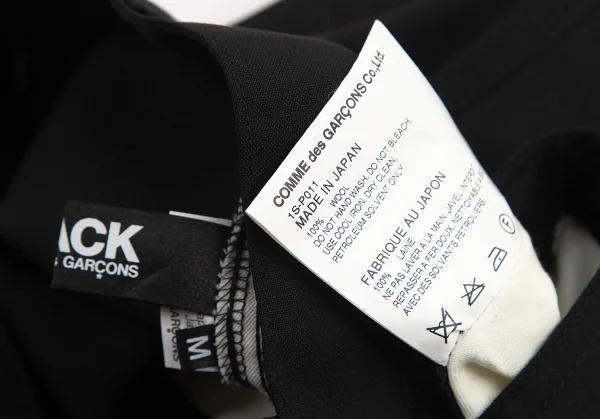 COMME des GARÇONS Co.,Ltd.
1S-P011
MADE IN JAPAN
100% WOOL
DO NOT HAND WASH. DO NOT BLEACH.
USE COOL IRON. DRY CLEAN.
PETROLEUM SOLVENT ONLY.
FABRIQUE AU JAPON
100% LAINE
NE PAS LAVER A LA MAIN. JAVEL INTERDIT
REPASSER A FER DOUX. NET
AVEC DES SOLVANTS PETROLIERS
F
ACK
S GARÇONS
M
GARÇONS